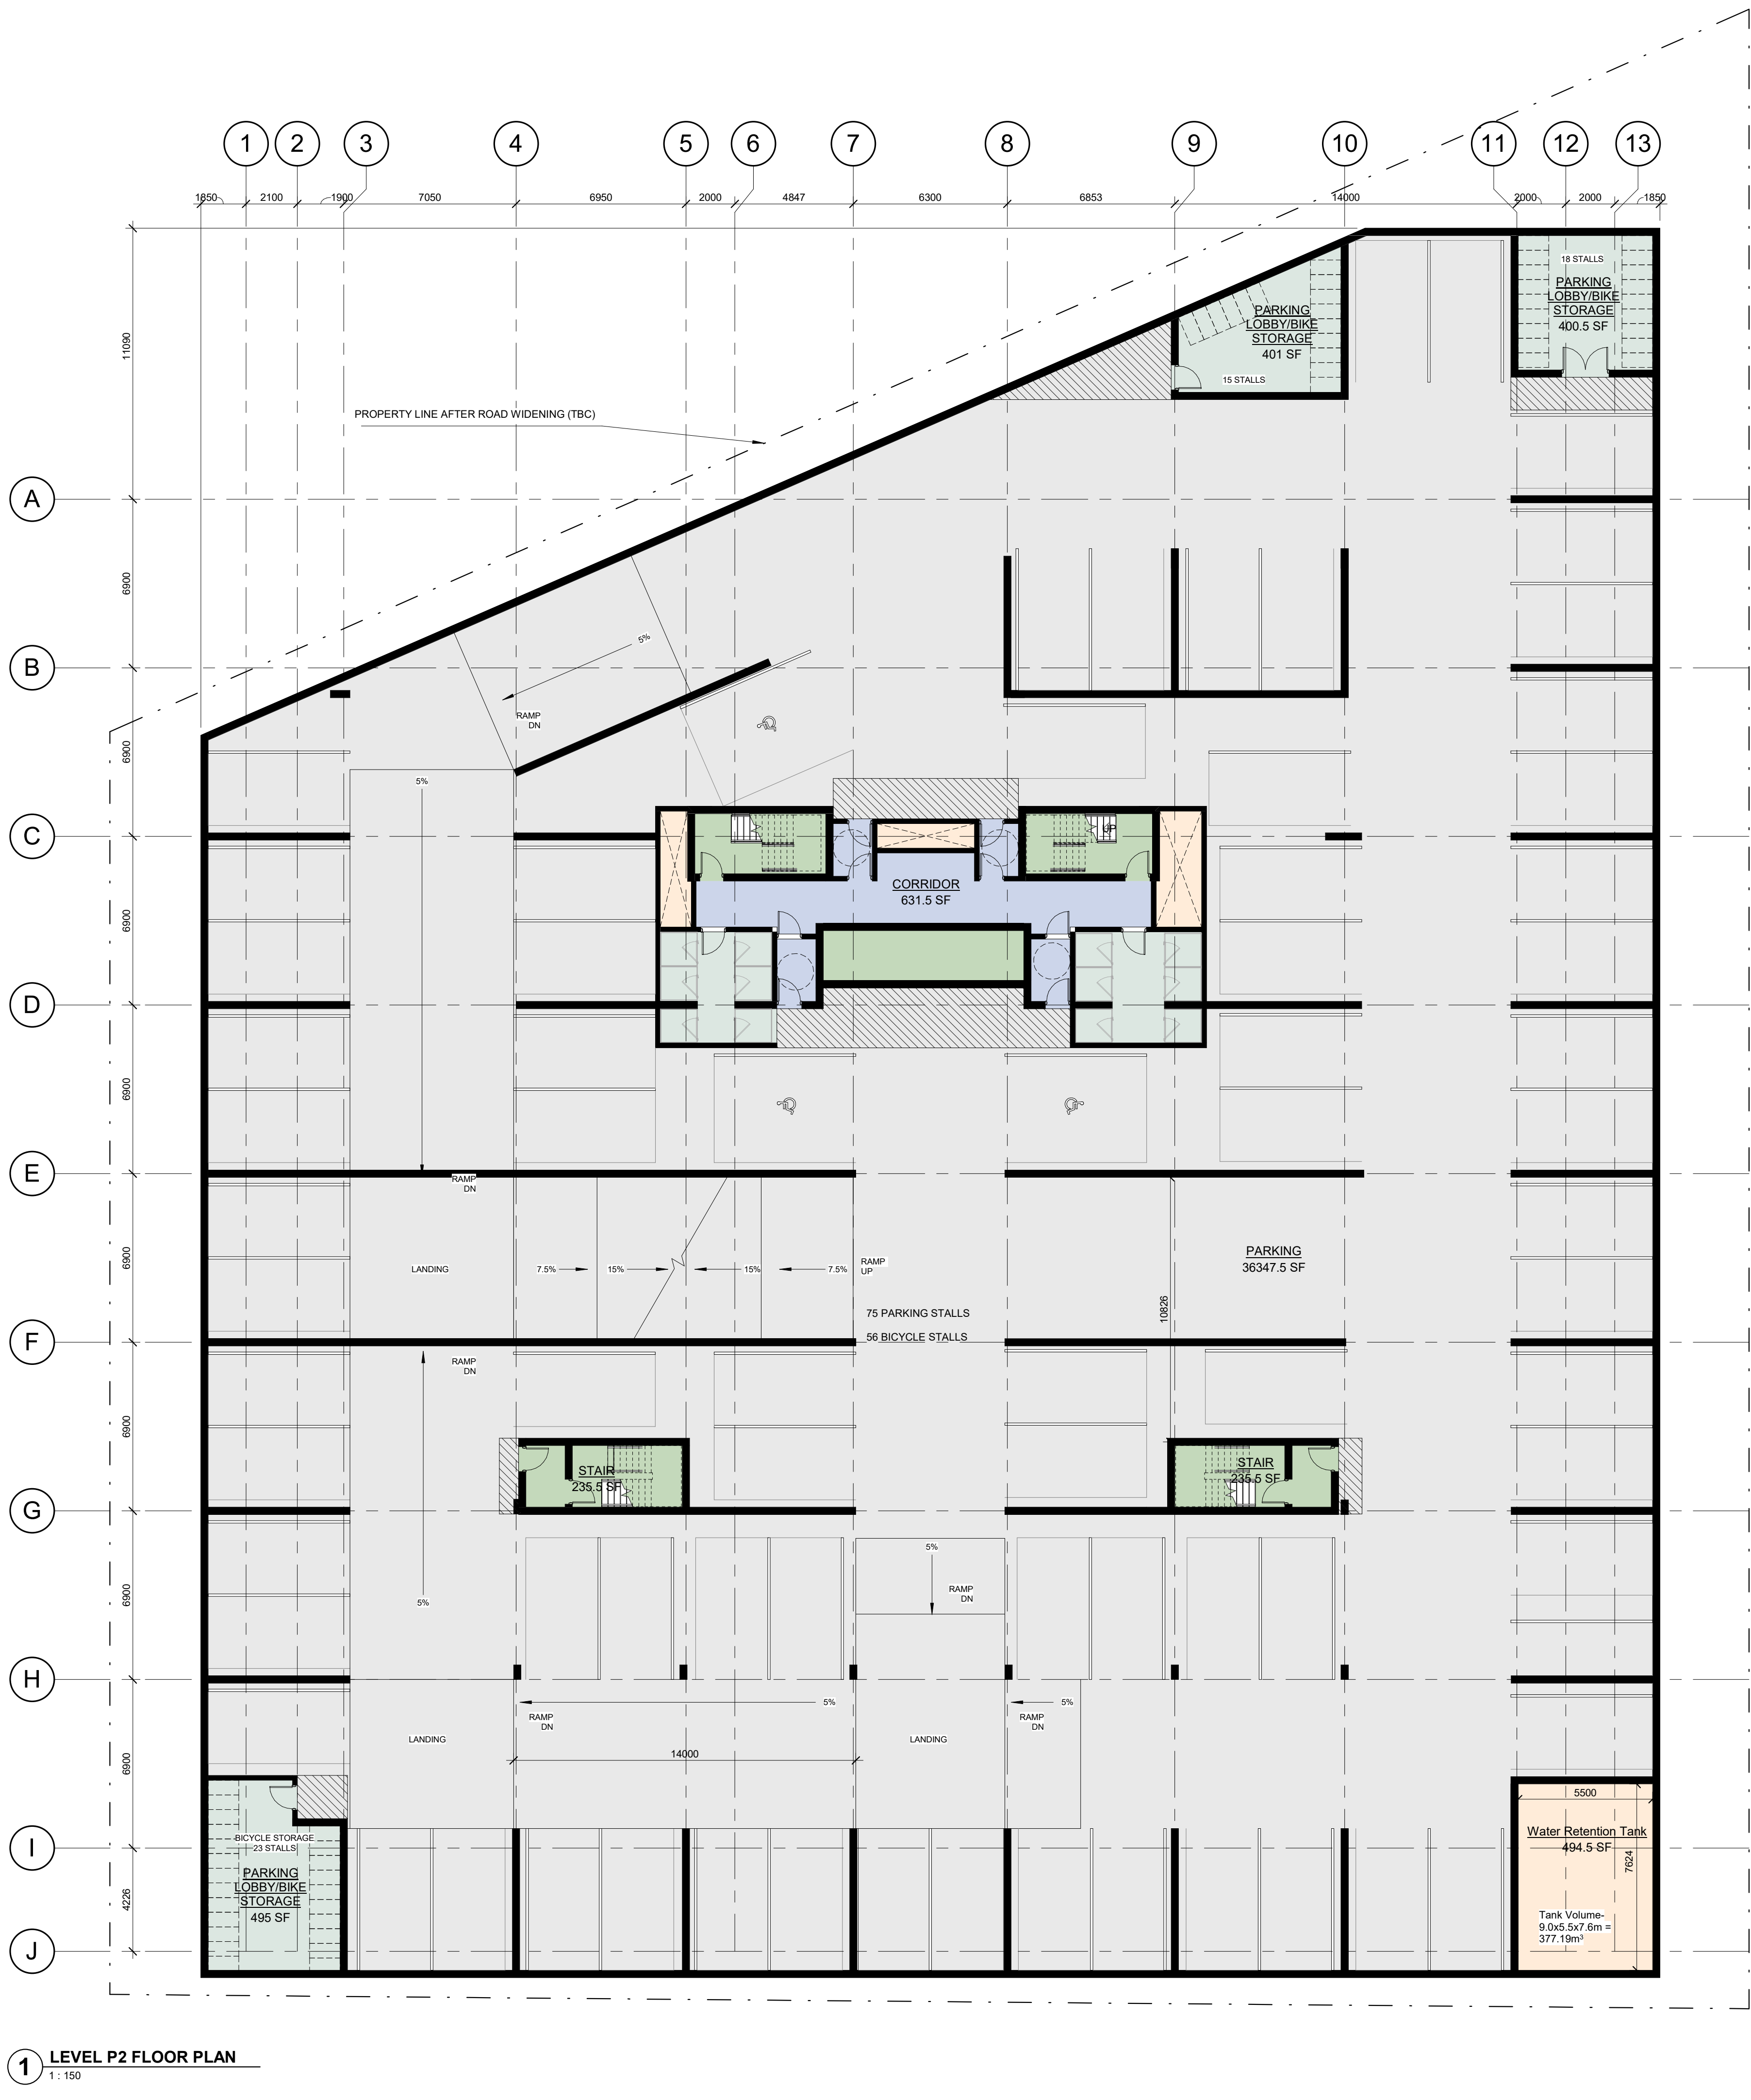 1 2 3 4 5 6 7 8 9 10 11 12 13
1850 2100 1900 7050 6950 2000 4847 6300 6853 14000 2000 2000 1850
18 STALLS
PARKING
LOBBY/BIKE
STORAGE
400.5 SF
PARKING
LOBBY/BIKE
STORAGE
401 SF
15 STALLS
11090
PROPERTY LINE AFTER ROAD WIDENING (TBC)
A
6900
5%
B
RAMP
DN
6900
5%
C
UP
CORRIDOR
631.5 SF
6900
D
6900
E
RAMP
DN
6900
LANDING
7.5%
15%
15%
7.5%
RAMP
UP
PARKING
36347.5 SF
10826
75 PARKING STALLS
56 BICYCLE STALLS
F
RAMP
DN
6900
STAIR
235.5 SF
STAIR
235.5 SF
G
5%
RAMP
DN
6900
5%
H
5%
5%
RAMP
DN
RAMP
DN
LANDING
LANDING
14000
6900
5500
BICYCLE STORAGE
23 STALLS
I
Water Retention Tank
494.5 SF
7624
PARKING
LOBBY/BIKE
STORAGE
495 SF
4226
Tank Volume-
9.0x5.5x7.6m =
377.19m³
J
1 LEVEL P2 FLOOR PLAN
1 : 150